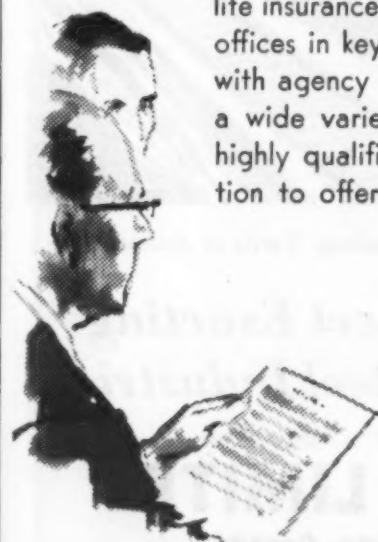 life insurance
offices in key
with agency
a wide varie
highly qualifi
tion to offer